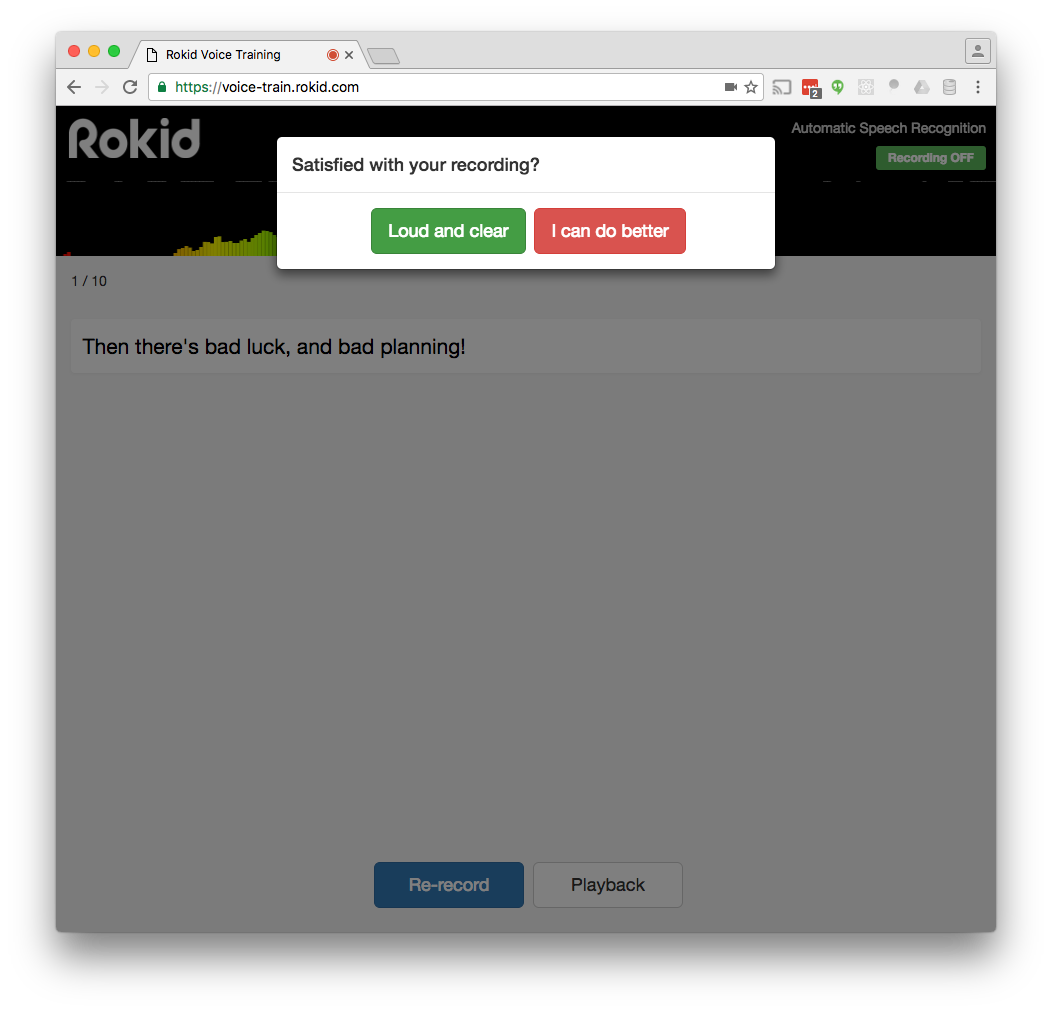 Rokid Voice Training
https://voice-train.rokid.com
2
Rokid
Automatic Speech Recognition
Recording OFF
Satisfied with your recording?
Loud and clear
I can do better
1 / 10
Then there's bad luck, and bad planning!
Re-record
Playback